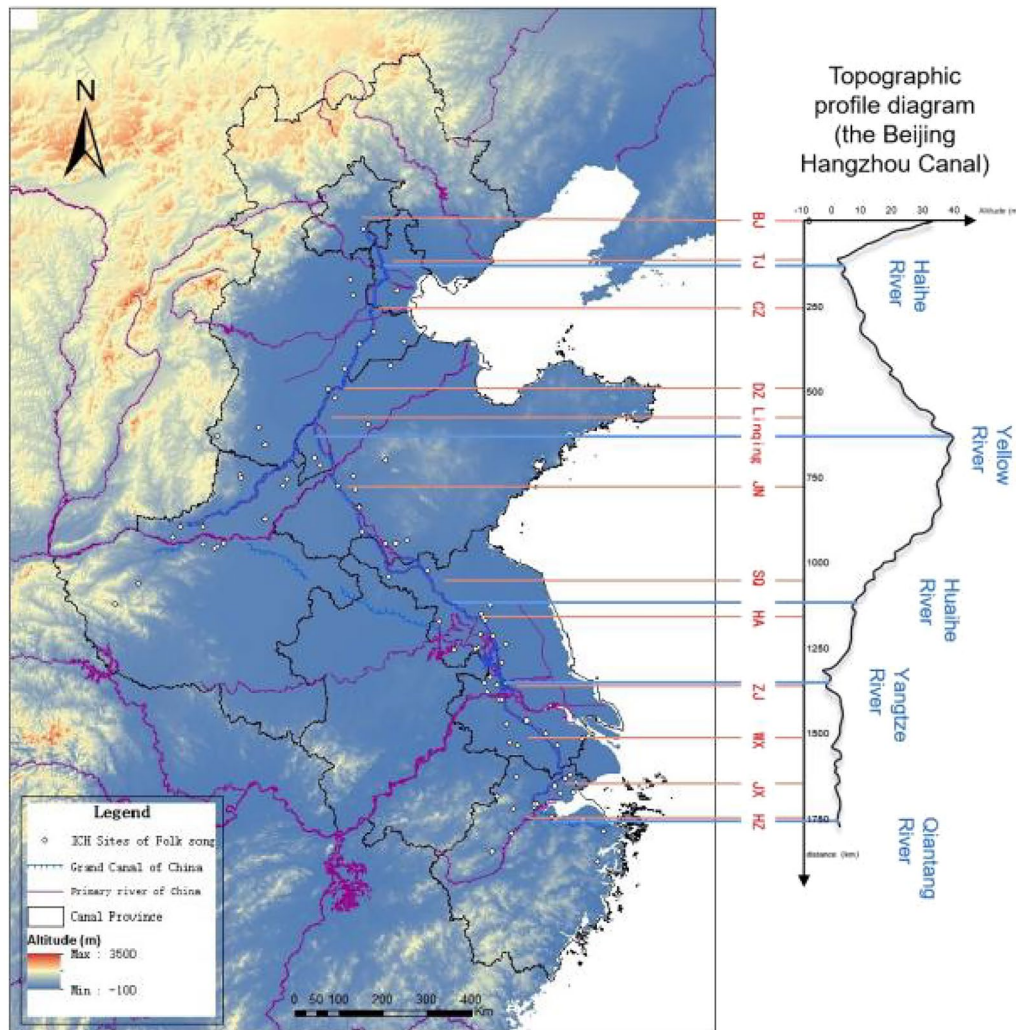 N
Topographic
profile diagram
(the Beijing
Hangzhou Canal)
-10 0 10 20 30 40 Altitude (m
0
250
500
750
1000
1250
1500
1750
distance (km)
BJ
TJ
CZ
DZ
Linqing
JN
SQ
HA
ZJ
WX
JX
HZ
Haihe
River
Yellow
River
Huaihe
River
Yangtze
River
Qiantang
River
Legend
ICH Sites of Folk song
Grand Canal of China
Primary river of China
Canal Province
Altitude (m)
Max : 3500
Min : -100
0 50 100 200 300 400
Km